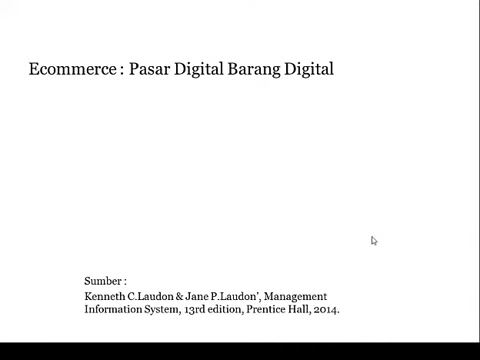 Ecommerce : Pasar Digital Barang Digital
Sumber :
Kenneth C.Laudon & Jane P.Laudon', Management
Information System, 13rd edition, Prentice Hall, 2014.